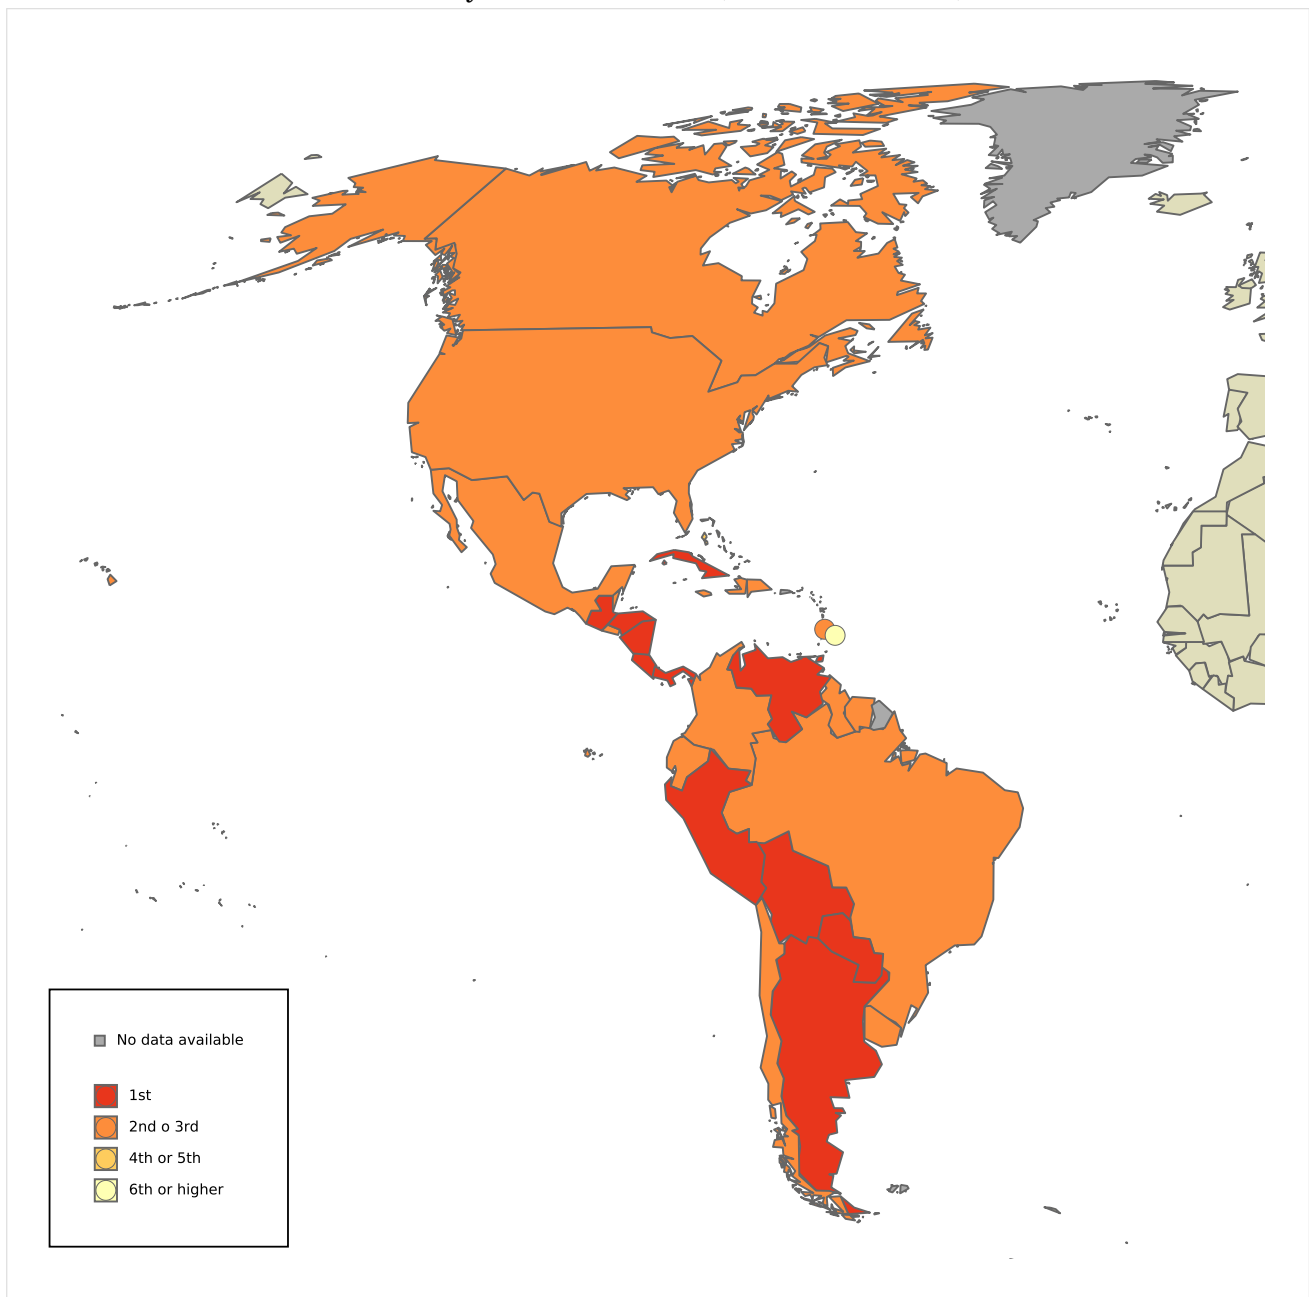 No data available
1st
2nd o 3rd
4th or 5th
6th or higher